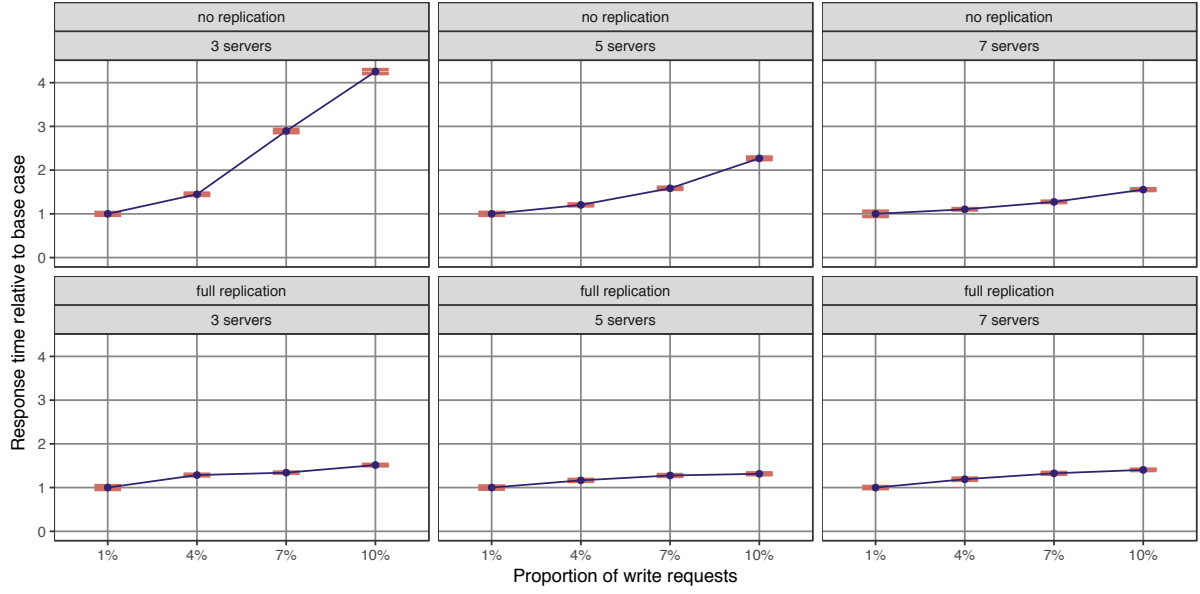 no replication
no replication
no replication
3 servers
5 servers
7 servers
4
3
2
1
0
full replication
full replication
full replication
3 servers
5 servers
7 servers
4
3
2
1
0
1%
4%
7%
10%
1%
4%
7%
10%
1%
4%
7%
10%
Response time relative to base case
Proportion of write requests